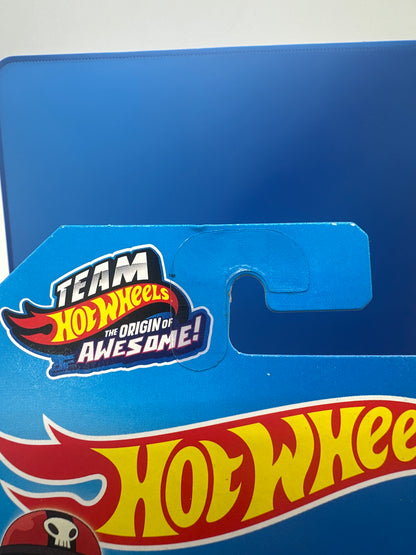 TEAM
HOT WHEELS
THE ORIGIN OF
AWESOME!
HOT WHEE